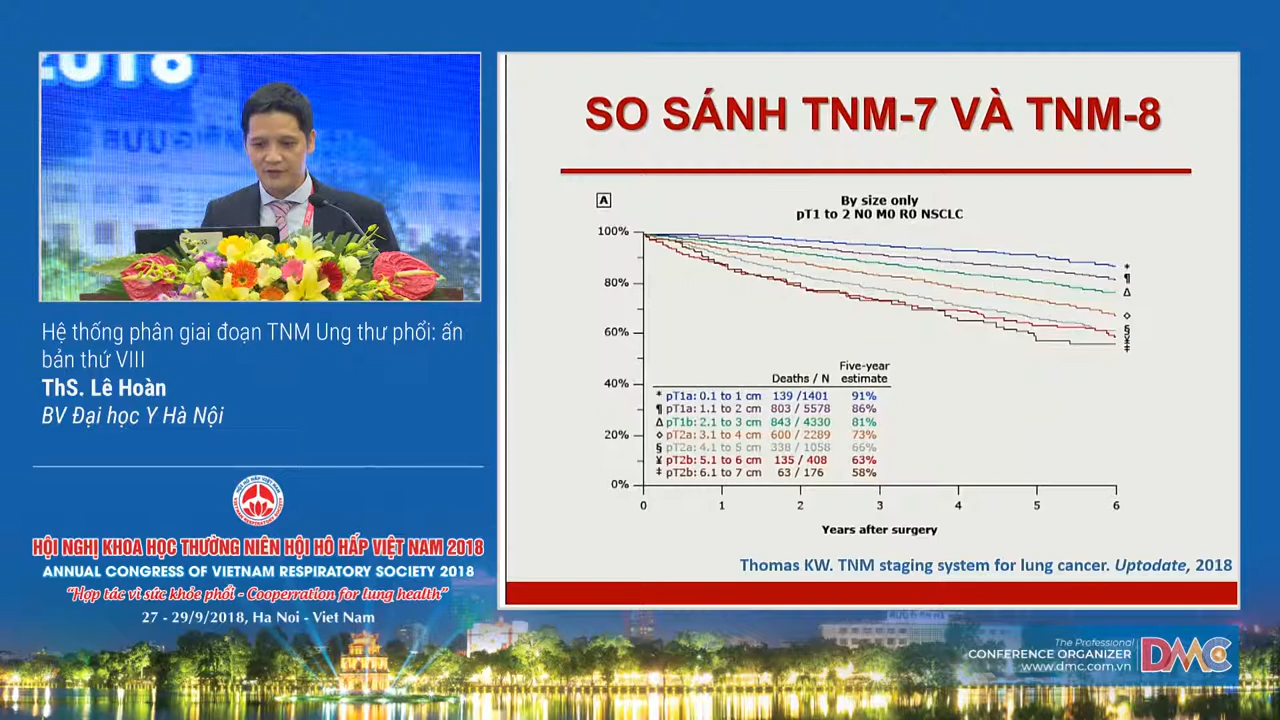 2018
Hệ thống phân giai đoạn TNM Ung thư phổi: ấn
bản thứ VIII
ThS. Lê Hoàn
BV Đại học Y Hà Nội
HỘI HÔ HẤP VIỆT NAM
VIETNAM RESPIRATORY SOCIETY
HỘI NGHỊ KHOA HỌC THƯỜNG NIÊN HỘI HÔ HẤP VIỆT NAM 2018
ANNUAL CONGRESS OF VIETNAM RESPIRATORY SOCIETY 2018
“Hợp tác vì sức khỏe phổi - Cooperration for lung health”
27 - 29/9/2018, Ha Noi - Viet Nam
SO SÁNH TNM-7 VÀ TNM-8
A
By size only
pT1 to 2 N0 M0 R0 NSCLC
100%
80%
60%
40%
20%
0%
* ¶ Δ ◊ § ¥ ‡
Deaths / N Five-year estimate
* pT1a: 0.1 to 1 cm 139 /1401 91%
¶ pT1a: 1.1 to 2 cm 803 / 5578 86%
Δ pT1b: 2.1 to 3 cm 843 / 4330 81%
◊ pT2a: 3.1 to 4 cm 600 / 2289 73%
§ pT2a: 4.1 to 5 cm 338 / 1058 66%
¥ pT2b: 5.1 to 6 cm 135 / 408 63%
‡ pT2b: 6.1 to 7 cm 63 / 176 58%
0 1 2 3 4 5 6
Years after surgery
Thomas KW. TNM staging system for lung cancer. Uptodate, 2018
The Professional
CONFERENCE ORGANIZER
www.dmc.com.vn
DMC